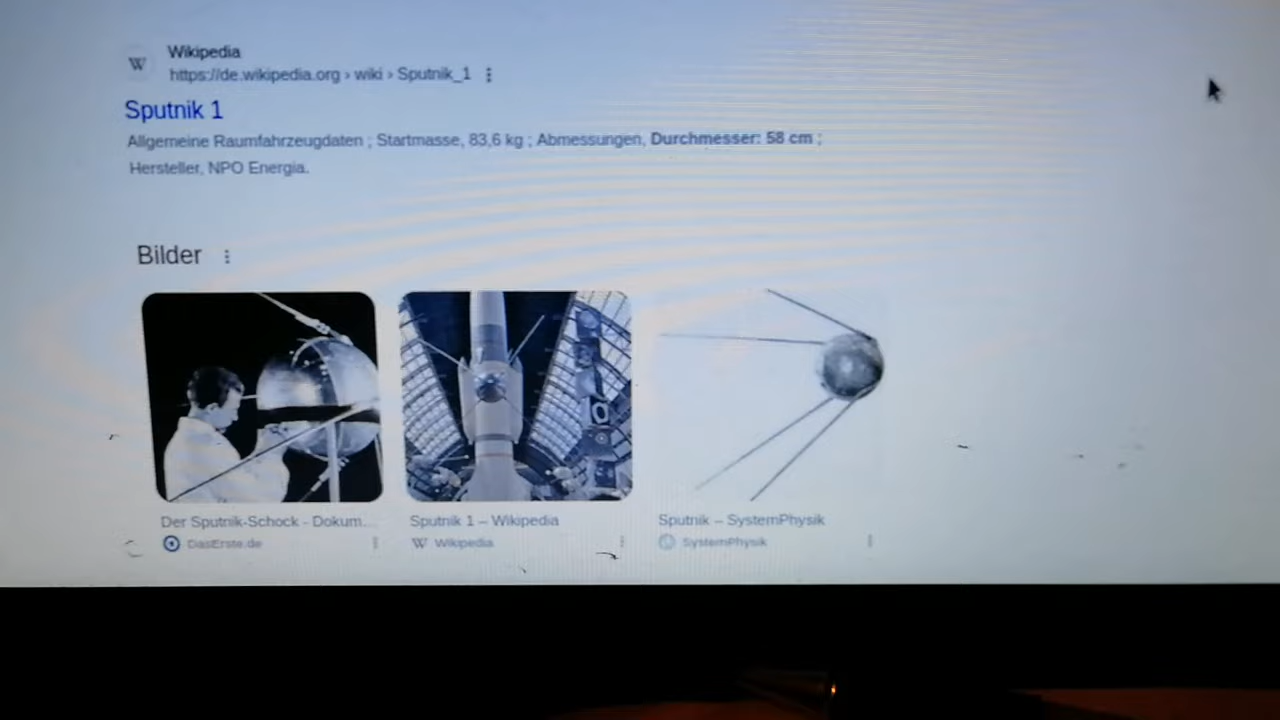 Wikipedia
https://de.wikipedia.org › wiki › Sputnik_1
Sputnik 1
Allgemeine Raumfahrzeugdaten ; Startmasse, 83,6 kg ; Abmessungen, Durchmesser: 58 cm ;
Hersteller, NPO Energia.
Bilder
Der Sputnik-Schock - Dokum...
DasErste.de
Sputnik 1 – Wikipedia
Wikipedia
Sputnik – SystemPhysik
SystemPhysik